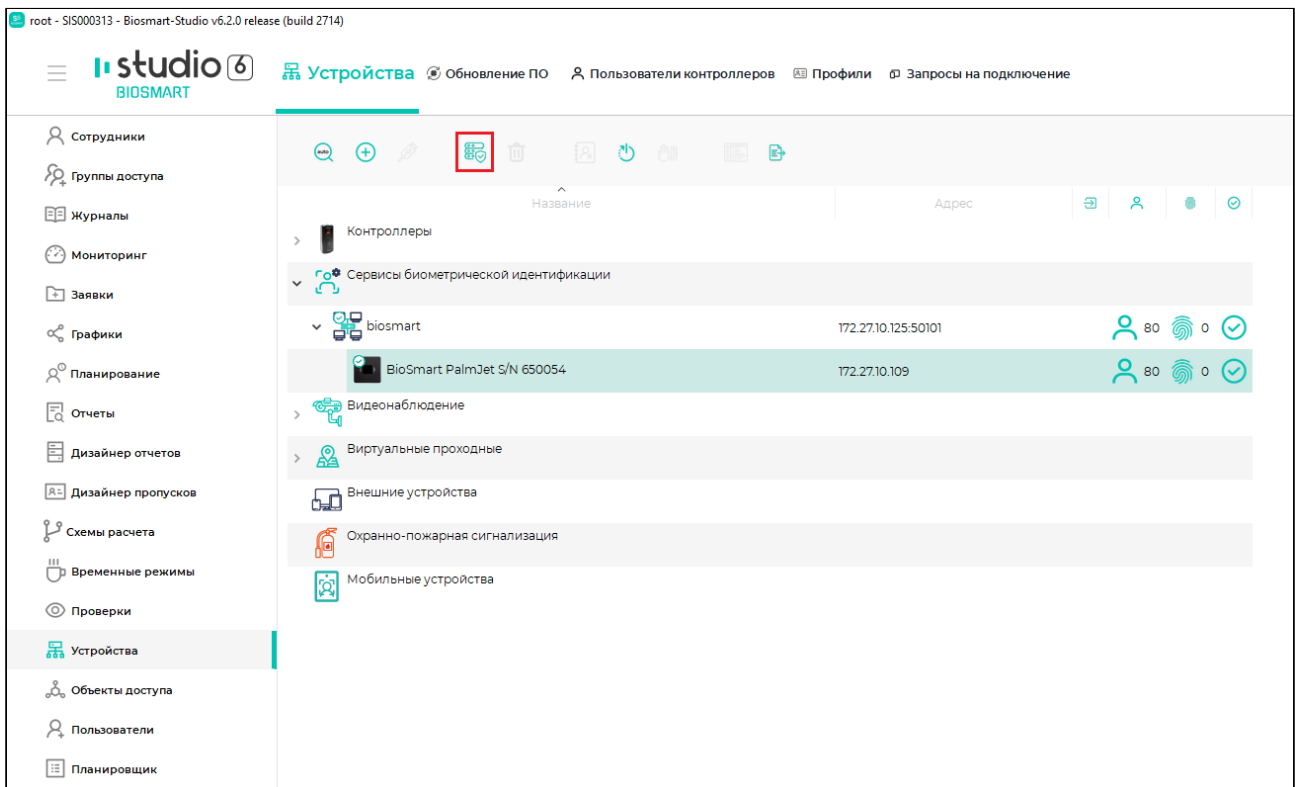 root - SIS000313 - Biosmart-Studio v6.2.0 release (build 2714)
studio 6
BIOSMART
Устройства
Обновление ПО
Пользователи контроллеров
Профили
Запросы на подключение
Сотрудники
Группы доступа
Журналы
Мониторинг
Заявки
Графики
Планирование
Отчеты
Дизайнер отчетов
Дизайнер пропусков
Схемы расчета
Временные режимы
Проверки
Устройства
Объекты доступа
Пользователи
Планировщик
auto
Название Адрес
Контроллеры
Сервисы биометрической идентификации
biosmart 172.27.10.125:50101 80 0
BioSmart PalmJet S/N 650054 172.27.10.109 80 0
Видеонаблюдение
Виртуальные проходные
Внешние устройства
Охранно-пожарная сигнализация
Мобильные устройства